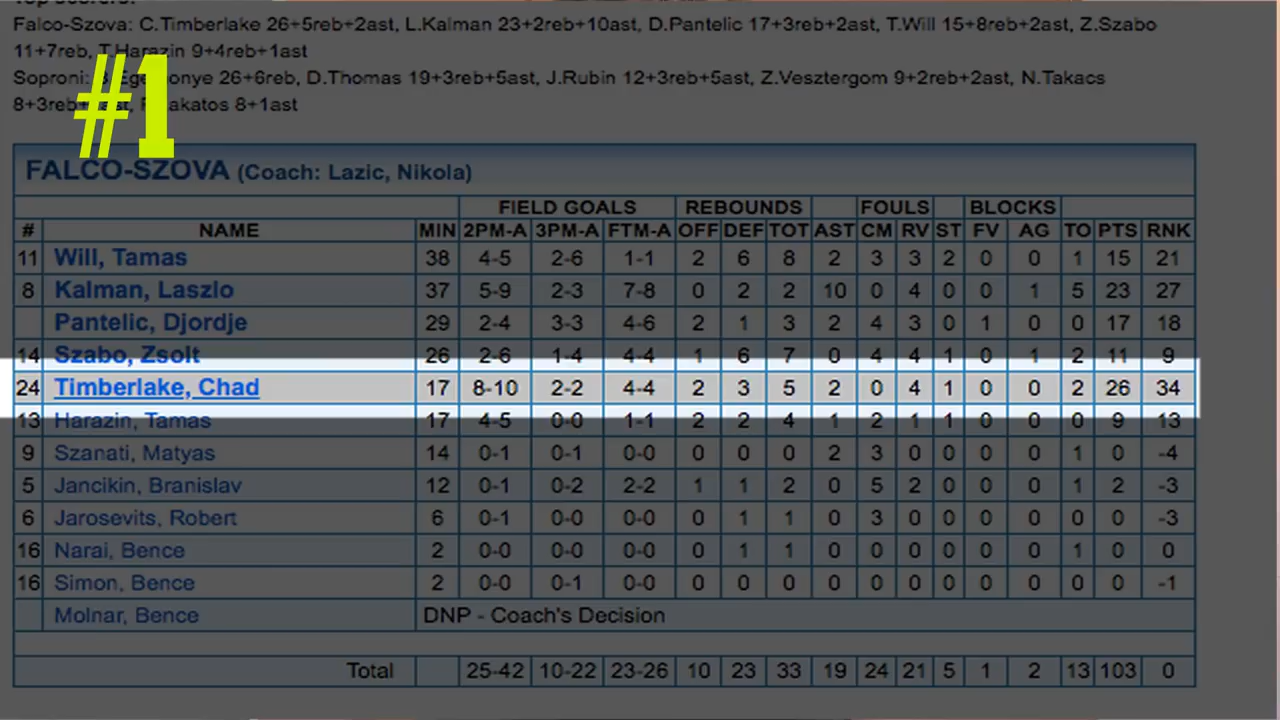 Top scorers:
Falco-Szova: C.Timberlake 26+5reb+2ast, L.Kalman 23+2reb+10ast, D.Pantelic 17+3reb+2ast, T.Will 15+8reb+2ast, Z.Szabo
11+7reb, T.Harazin 9+4reb+1ast
Soproni: 26+6reb, D.Thomas 19+3reb+5ast, J.Rubin 12+3reb+5ast, Z.Vesztergom 9+2reb+2ast, N.Takacs
8+3reb+ 8+1ast
#1
FALCO-SZOVA (Coach: Lazic, Nikola)
FIELD GOALS REBOUNDS FOULS BLOCKS
# NAME MIN 2PM-A 3PM-A FTM-A OFF DEF TOT AST CM RV ST FV AG TO PTS RNK
11 Will, Tamas 38 4-5 2-6 1-1 2 6 8 2 3 3 2 0 0 1 15 21
8 Kalman, Laszlo 37 5-9 2-3 7-8 0 2 2 10 0 4 0 0 1 5 23 27
Pantelic, Djordje 29 2-4 3-3 4-6 2 1 3 2 4 3 0 1 0 0 17 18
14 Szabo, Zsolt 26 2-6 1-4 4-4 1 6 7 0 4 4 1 0 1 2 11 9
24 Timberlake, Chad 17 8-10 2-2 4-4 2 3 5 2 0 4 1 0 0 2 26 34
13 Harazin, Tamas 17 4-5 0-0 1-1 2 2 4 1 2 1 1 0 0 0 9 13
9 Szanati, Matyas 14 0-1 0-1 0-0 0 0 0 2 3 0 0 0 0 1 0 -4
5 Jancikin, Branislav 12 0-1 0-2 2-2 1 1 2 0 5 2 0 0 0 1 2 -3
6 Jarosevits, Robert 6 0-1 0-0 0-0 0 1 1 0 3 0 0 0 0 0 0 -3
16 Narai, Bence 2 0-0 0-0 0-0 0 1 1 0 0 0 0 0 0 1 0 0
16 Simon, Bence 2 0-0 0-1 0-0 0 0 0 0 0 0 0 0 0 0 0 -1
Molnar, Bence DNP - Coach's Decision
Total 25-42 10-22 23-26 10 23 33 19 24 21 5 1 2 13 103 0